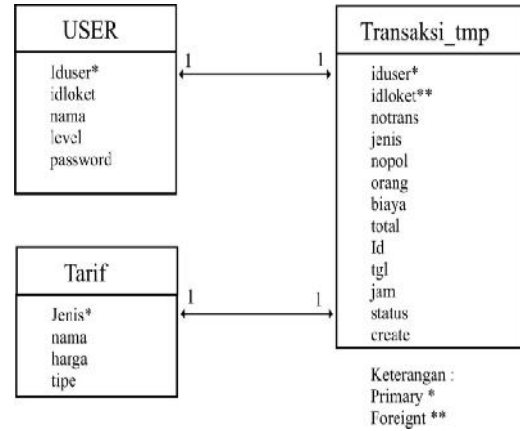 USER
Iduser*
idloket
nama
level
password
1
1
Transaksi_tmp
iduser*
idloket**
notrans
jenis
nopol
orang
biaya
total
Id
tgl
jam
status
create
Tarif
Jenis*
nama
harga
tipe
1
1
Keterangan :
Primary *
Foreignt **